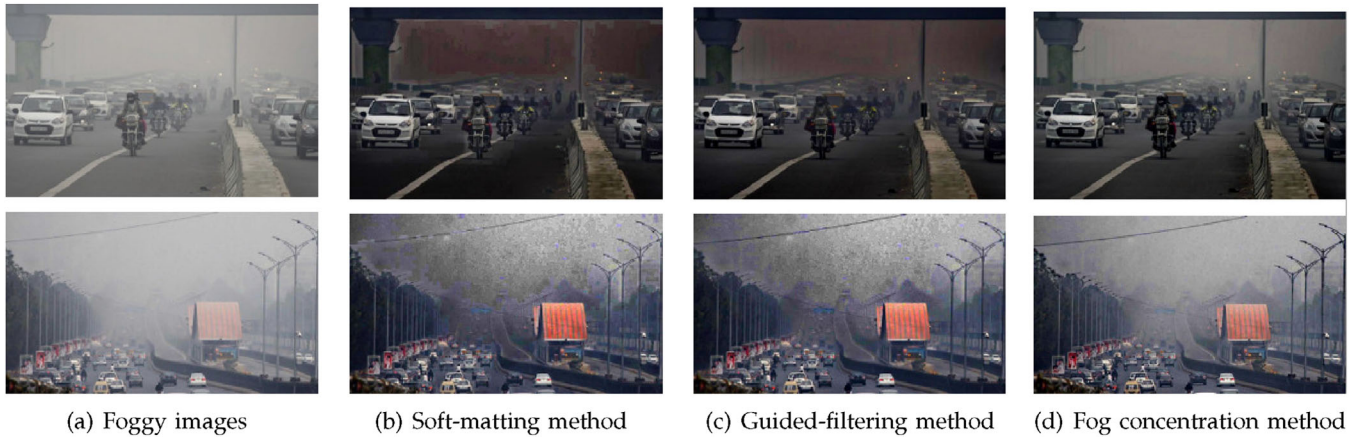 (a) Foggy images
(b) Soft-matting method
(c) Guided-filtering method
(d) Fog concentration method